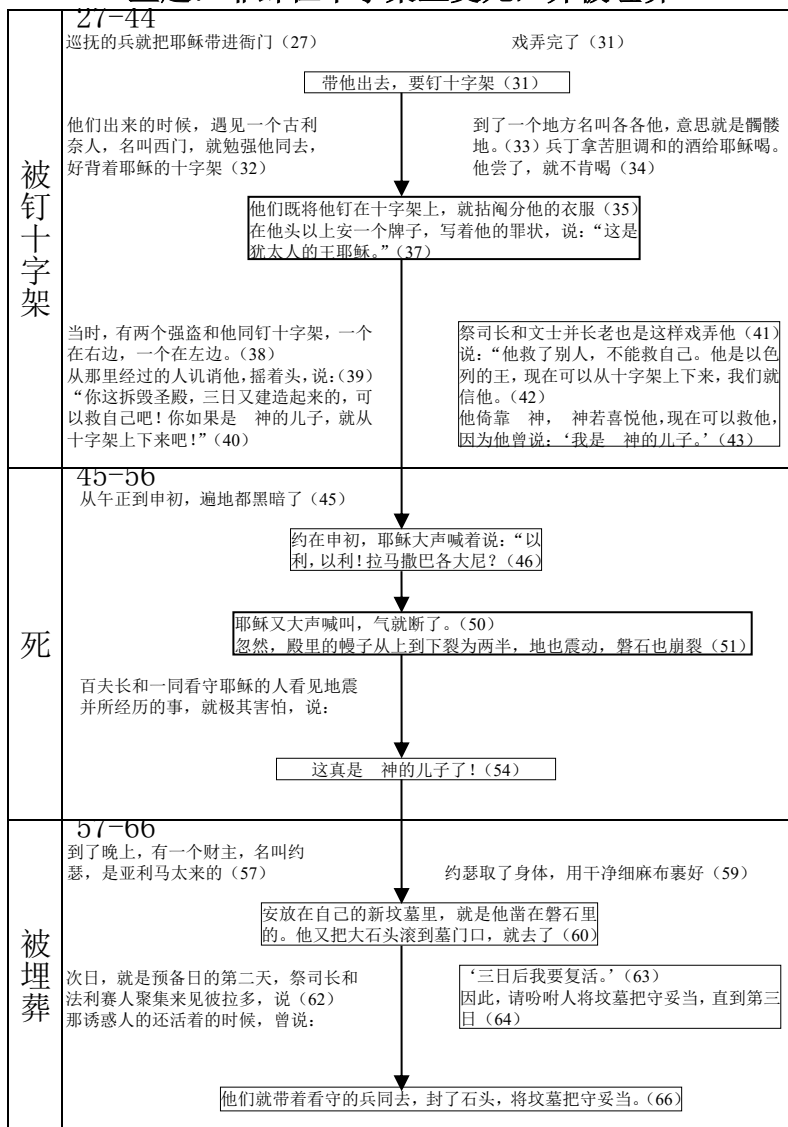 主题：耶稣在十字架上受死，并被埋葬
27-44
巡抚的兵就把耶稣带进衙门（27）
戏弄完了（31）
带他出去，要钉十字架（31）
他们出来的时候，遇见一个古利
奈人，名叫西门，就勉强他同去，
好背着耶稣的十字架（32）
到了一个地方名叫各各他，意思就是髑髅
地。（33）兵丁拿苦胆调和的酒给耶稣喝。
他尝了，就不肯喝（34）
被钉十字架
他们既将他钉在十字架上，就拈阄分他的衣服（35）
在他头以上安一个牌子，写着他的罪状，说：“这是
犹太人的王耶稣。”（37）
当时，有两个强盗和他同钉十字架，一个
在右边，一个在左边。（38）
从那里经过的人讥诮他，摇着头，说：（39）
“你这拆毁圣殿，三日又建造起来的，可
以救自己吧！你如果是　神的儿子，就从
十字架上下来吧！”（40）
祭司长和文士并长老也是这样戏弄他（41）
说：“他救了别人，不能救自己。他是以色
列的王，现在可以从十字架上下来，我们就
信他。（42）
他倚靠　神，　神若喜悦他，现在可以救他，
因为他曾说：‘我是　神的儿子。’（43）
45-56
从午正到申初，遍地都黑暗了（45）
约在申初，耶稣大声喊着说：“以
利，以利！拉马撒巴各大尼？（46）
死
耶稣又大声喊叫，气就断了。（50）
忽然，殿里的幔子从上到下裂为两半，地也震动，磐石也崩裂（51）
百夫长和一同看守耶稣的人看见地震
并所经历的事，就极其害怕，说：
这真是　神的儿子了！（54）
57-66
到了晚上，有一个财主，名叫约
瑟，是亚利马太来的（57）
约瑟取了身体，用干净细麻布裹好（59）
被埋葬
安放在自己的新坟墓里，就是他凿在磐石里
的。他又把大石头滚到墓门口，就去了（60）
次日，就是预备日的第二天，祭司长和
法利赛人聚集来见彼拉多，说（62）
那诱惑人的还活着的时候，曾说：
‘三日后我要复活。’（63）
因此，请吩咐人将坟墓把守妥当，直到第三
日（64）
他们就带着看守的兵同去，封了石头，将坟墓把守妥当。（66）